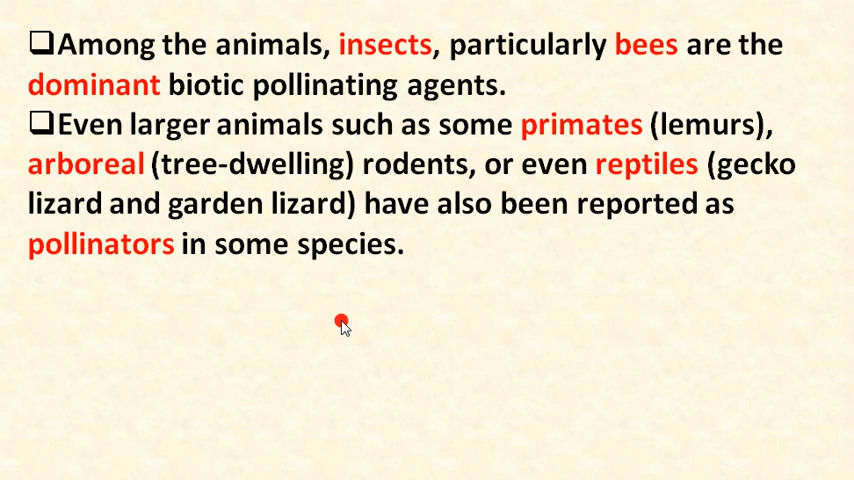 ❑Among the animals, insects, particularly bees are the
dominant biotic pollinating agents.
❑Even larger animals such as some primates (lemurs),
arboreal (tree-dwelling) rodents, or even reptiles (gecko
lizard and garden lizard) have also been reported as
pollinators in some species.